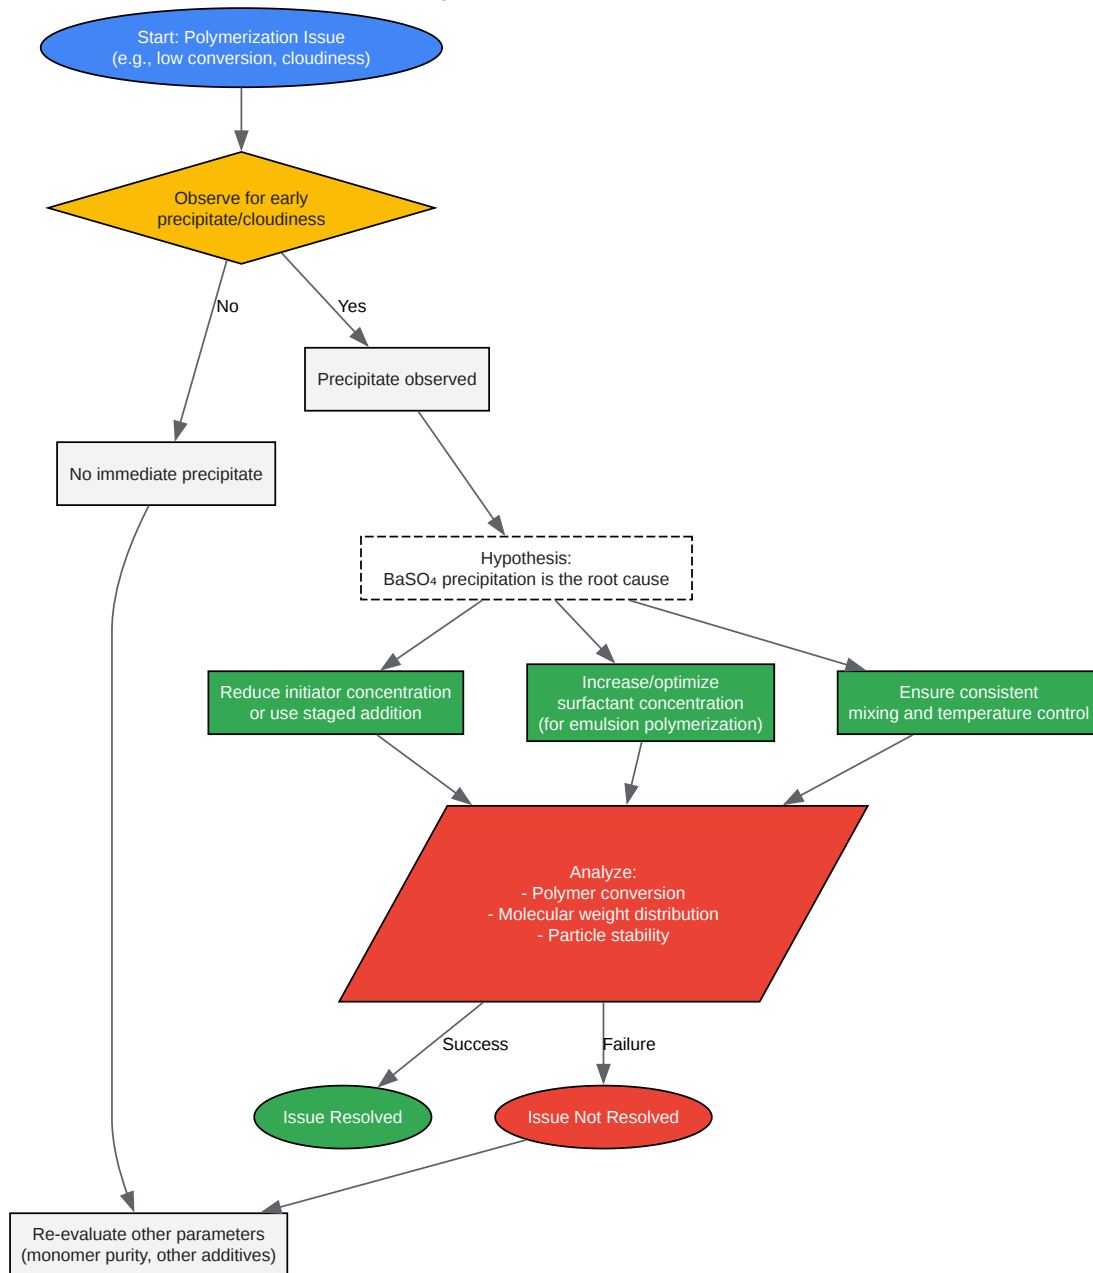 Start: Polymerization Issue
(e.g., low conversion, cloudiness)
Observe for early
precipitate/cloudiness
No
Yes
Precipitate observed
No immediate precipitate
Hypothesis:
BaSO₄ precipitation is the root cause
Reduce initiator concentration
or use staged addition
Increase/optimize
surfactant concentration
(for emulsion polymerization)
Ensure consistent
mixing and temperature control
Analyze:
- Polymer conversion
- Molecular weight distribution
- Particle stability
Success
Failure
Issue Resolved
Issue Not Resolved
Re-evaluate other parameters
(monomer purity, other additives)